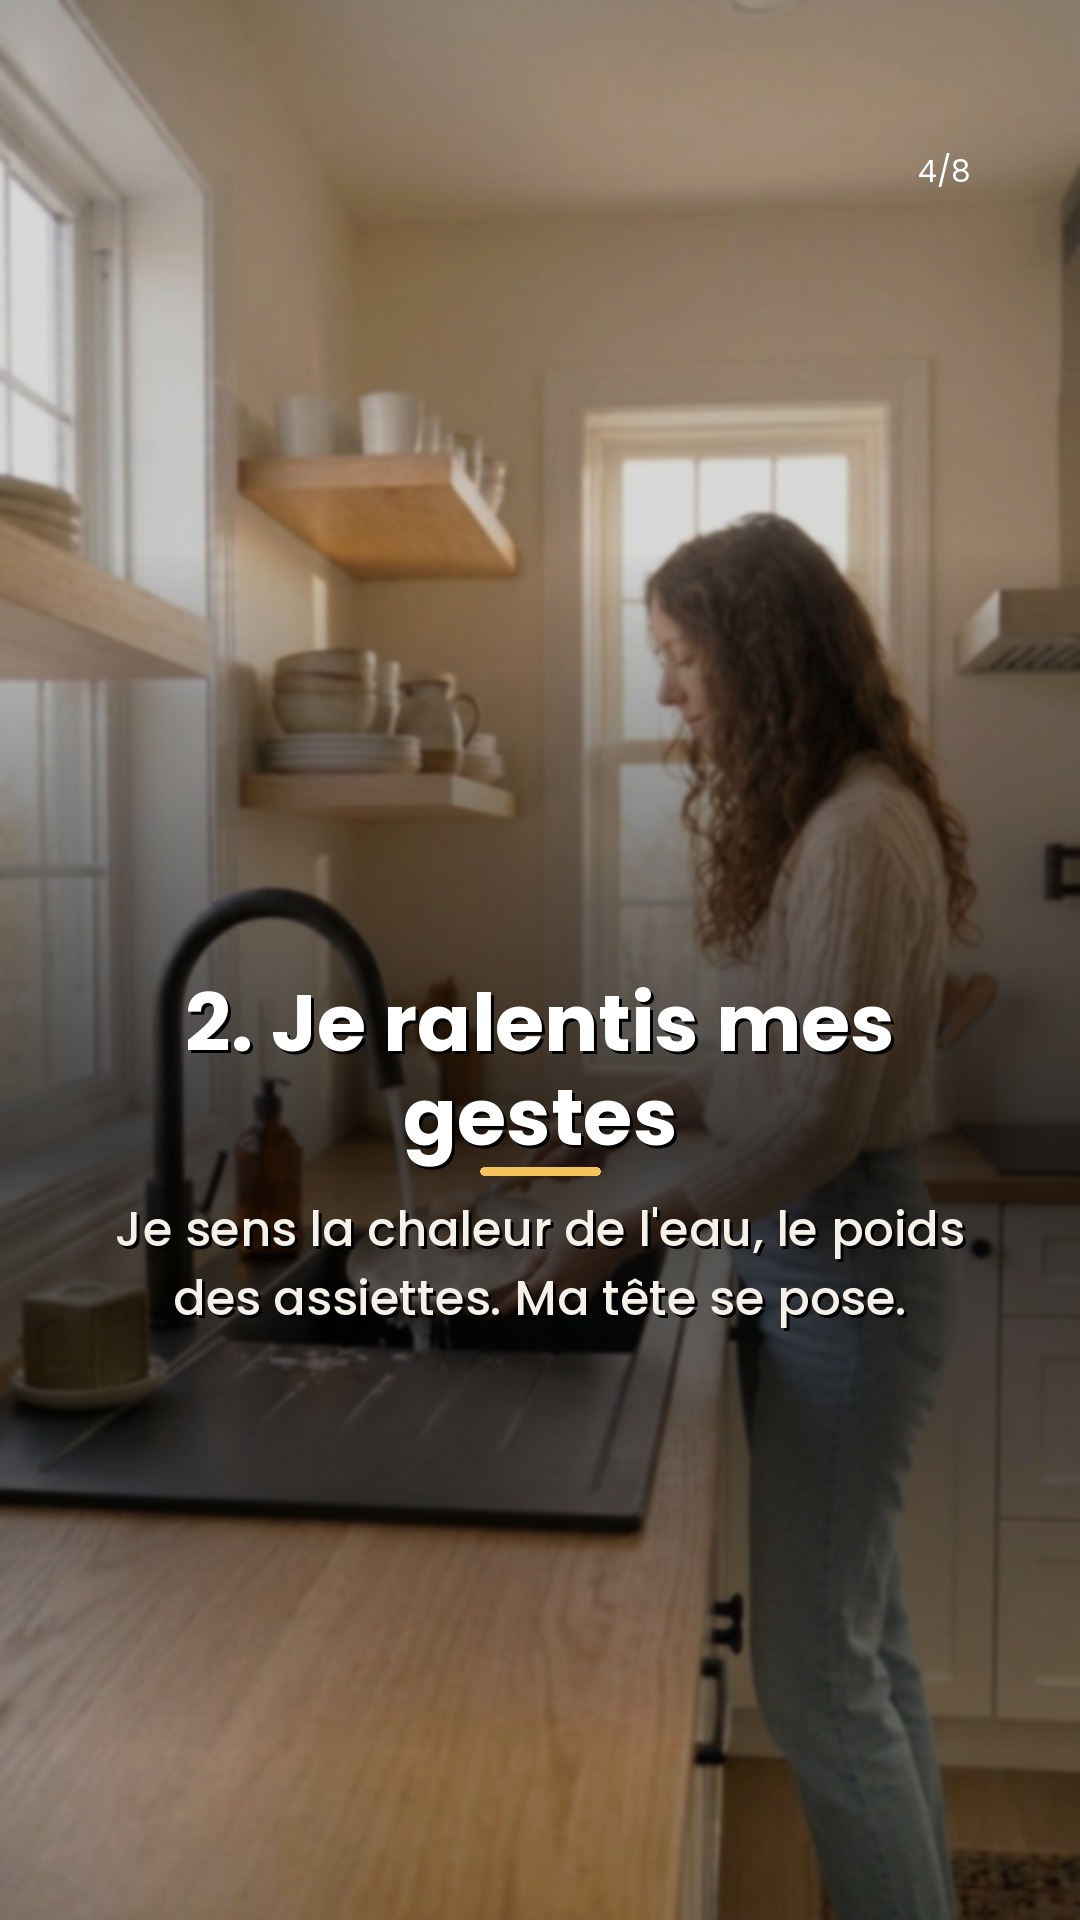 4/8
2. Je ralentis mes
gestes
Je sens la chaleur de l'eau, le poids
des assiettes. Ma tête se pose.